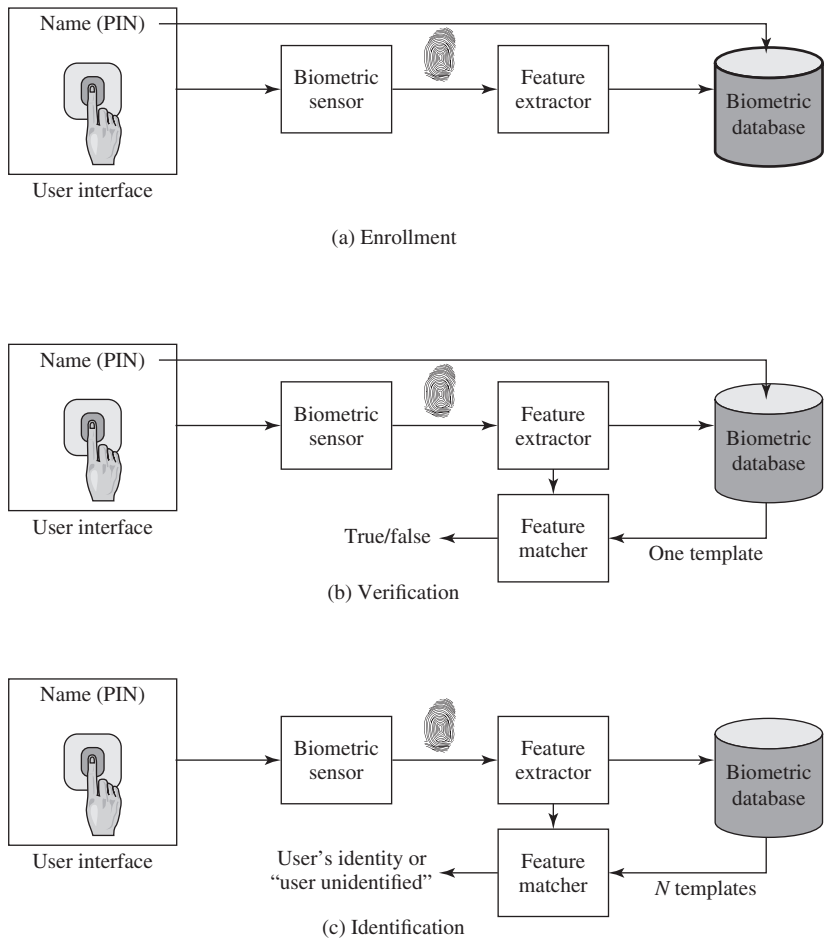 Name (PIN)
Biometric
sensor
Feature
extractor
Biometric
database
User interface
(a) Enrollment
Name (PIN)
Biometric
sensor
Feature
extractor
Biometric
database
User interface
True/false
Feature
matcher
One template
(b) Verification
Name (PIN)
Biometric
sensor
Feature
extractor
Biometric
database
User interface
User’s identity or
“user unidentified”
Feature
matcher
N templates
(c) Identification